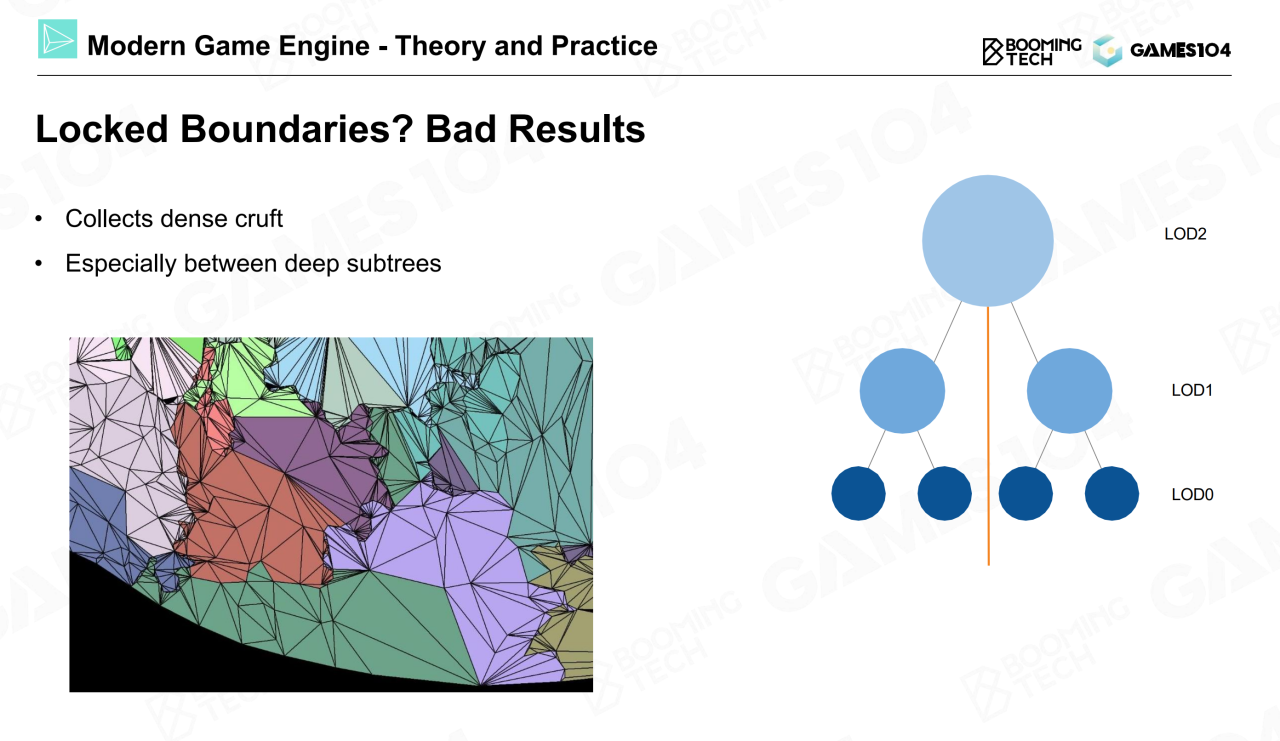 Modern Game Engine - Theory and Practice
BOOMING
TECH
GAMES104
Locked Boundaries? Bad Results
• Collects dense cruft
• Especially between deep subtrees
LOD2
LOD1
LOD0